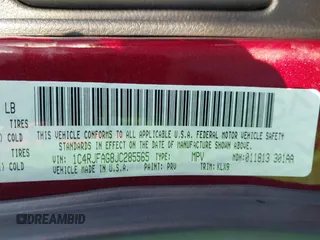 LB
TIRES
COLD
TIRES
COLD
THIS VEHICLE CONFORMS TO ALL APPLICABLE U.S.A. FEDERAL MOTOR VEHICLE SAFETY
STANDARDS IN EFFECT ON THE DATE OF MANUFACTURE SHOWN ABOVE.
VIN: 1C4RJFAG8JC285565 TYPE: MPV MDH:011813 301AA
MADE IN U.S.A. PAINT: PRV TRIM: KLX9
DCARBIDID